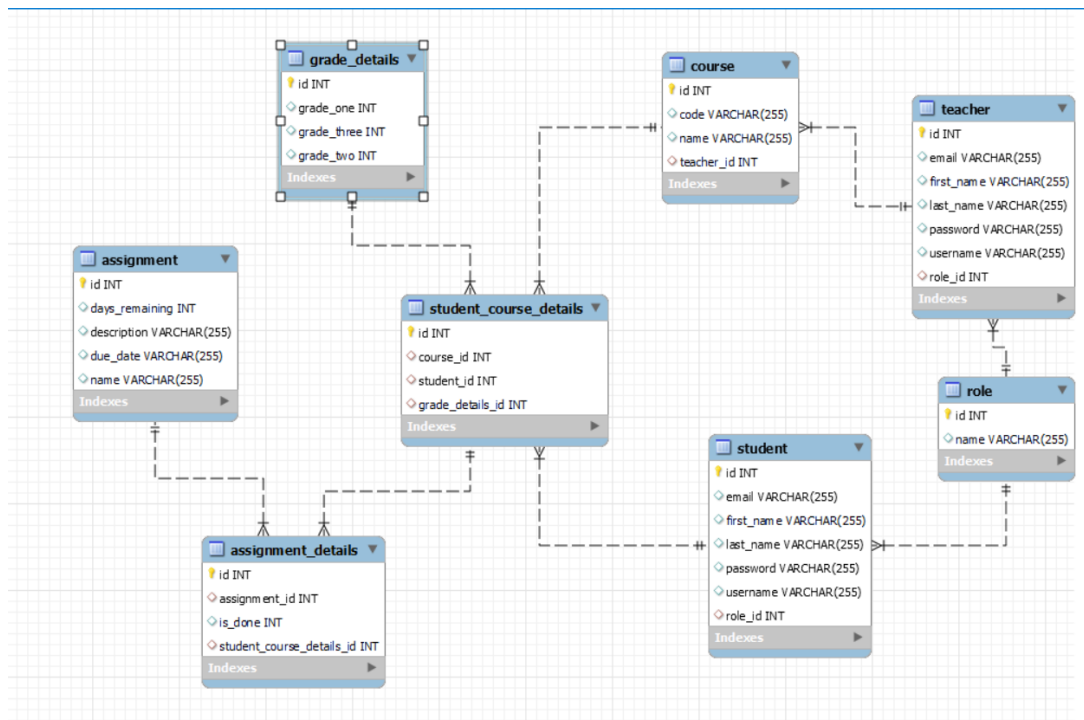 grade_details
id INT
grade_one INT
grade_three INT
grade_two INT
Indexes
course
id INT
code VARCHAR(255)
name VARCHAR(255)
teacher_id INT
Indexes
teacher
id INT
email VARCHAR(255)
first_name VARCHAR(255)
last_name VARCHAR(255)
password VARCHAR(255)
username VARCHAR(255)
role_id INT
Indexes
assignment
id INT
days_remaining INT
description VARCHAR(255)
due_date VARCHAR(255)
name VARCHAR(255)
Indexes
student_course_details
id INT
course_id INT
student_id INT
grade_details_id INT
Indexes
role
id INT
name VARCHAR(255)
Indexes
student
id INT
email VARCHAR(255)
first_name VARCHAR(255)
last_name VARCHAR(255)
password VARCHAR(255)
username VARCHAR(255)
role_id INT
Indexes
assignment_details
id INT
assignment_id INT
is_done INT
student_course_details_id INT
Indexes